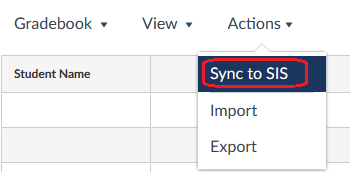 Gradebook View Actions
Student Name
Sync to SIS
Import
Export